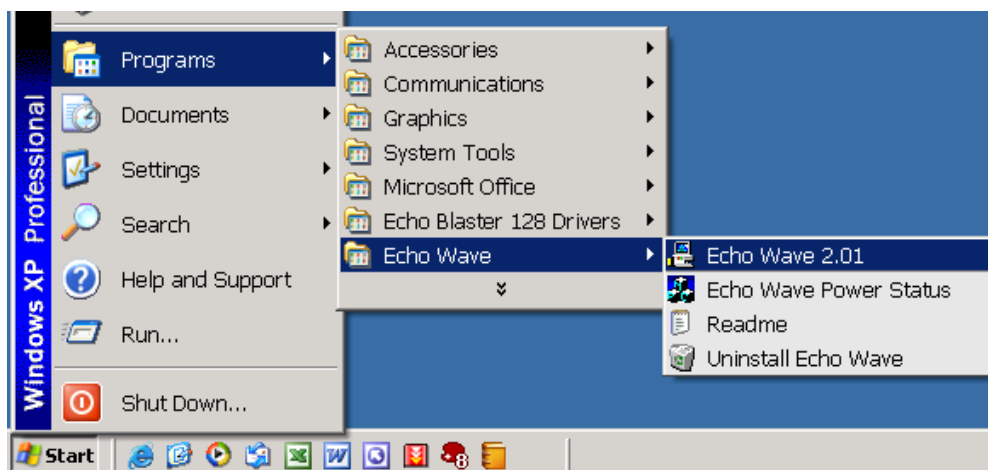 Windows XP Professional
Programs
Documents
Settings
Search
Help and Support
Run...
Shut Down...
Accessories
Communications
Graphics
System Tools
Microsoft Office
Echo Blaster 128 Drivers
Echo Wave
Echo Wave 2.01
Echo Wave Power Status
Readme
Uninstall Echo Wave
Start